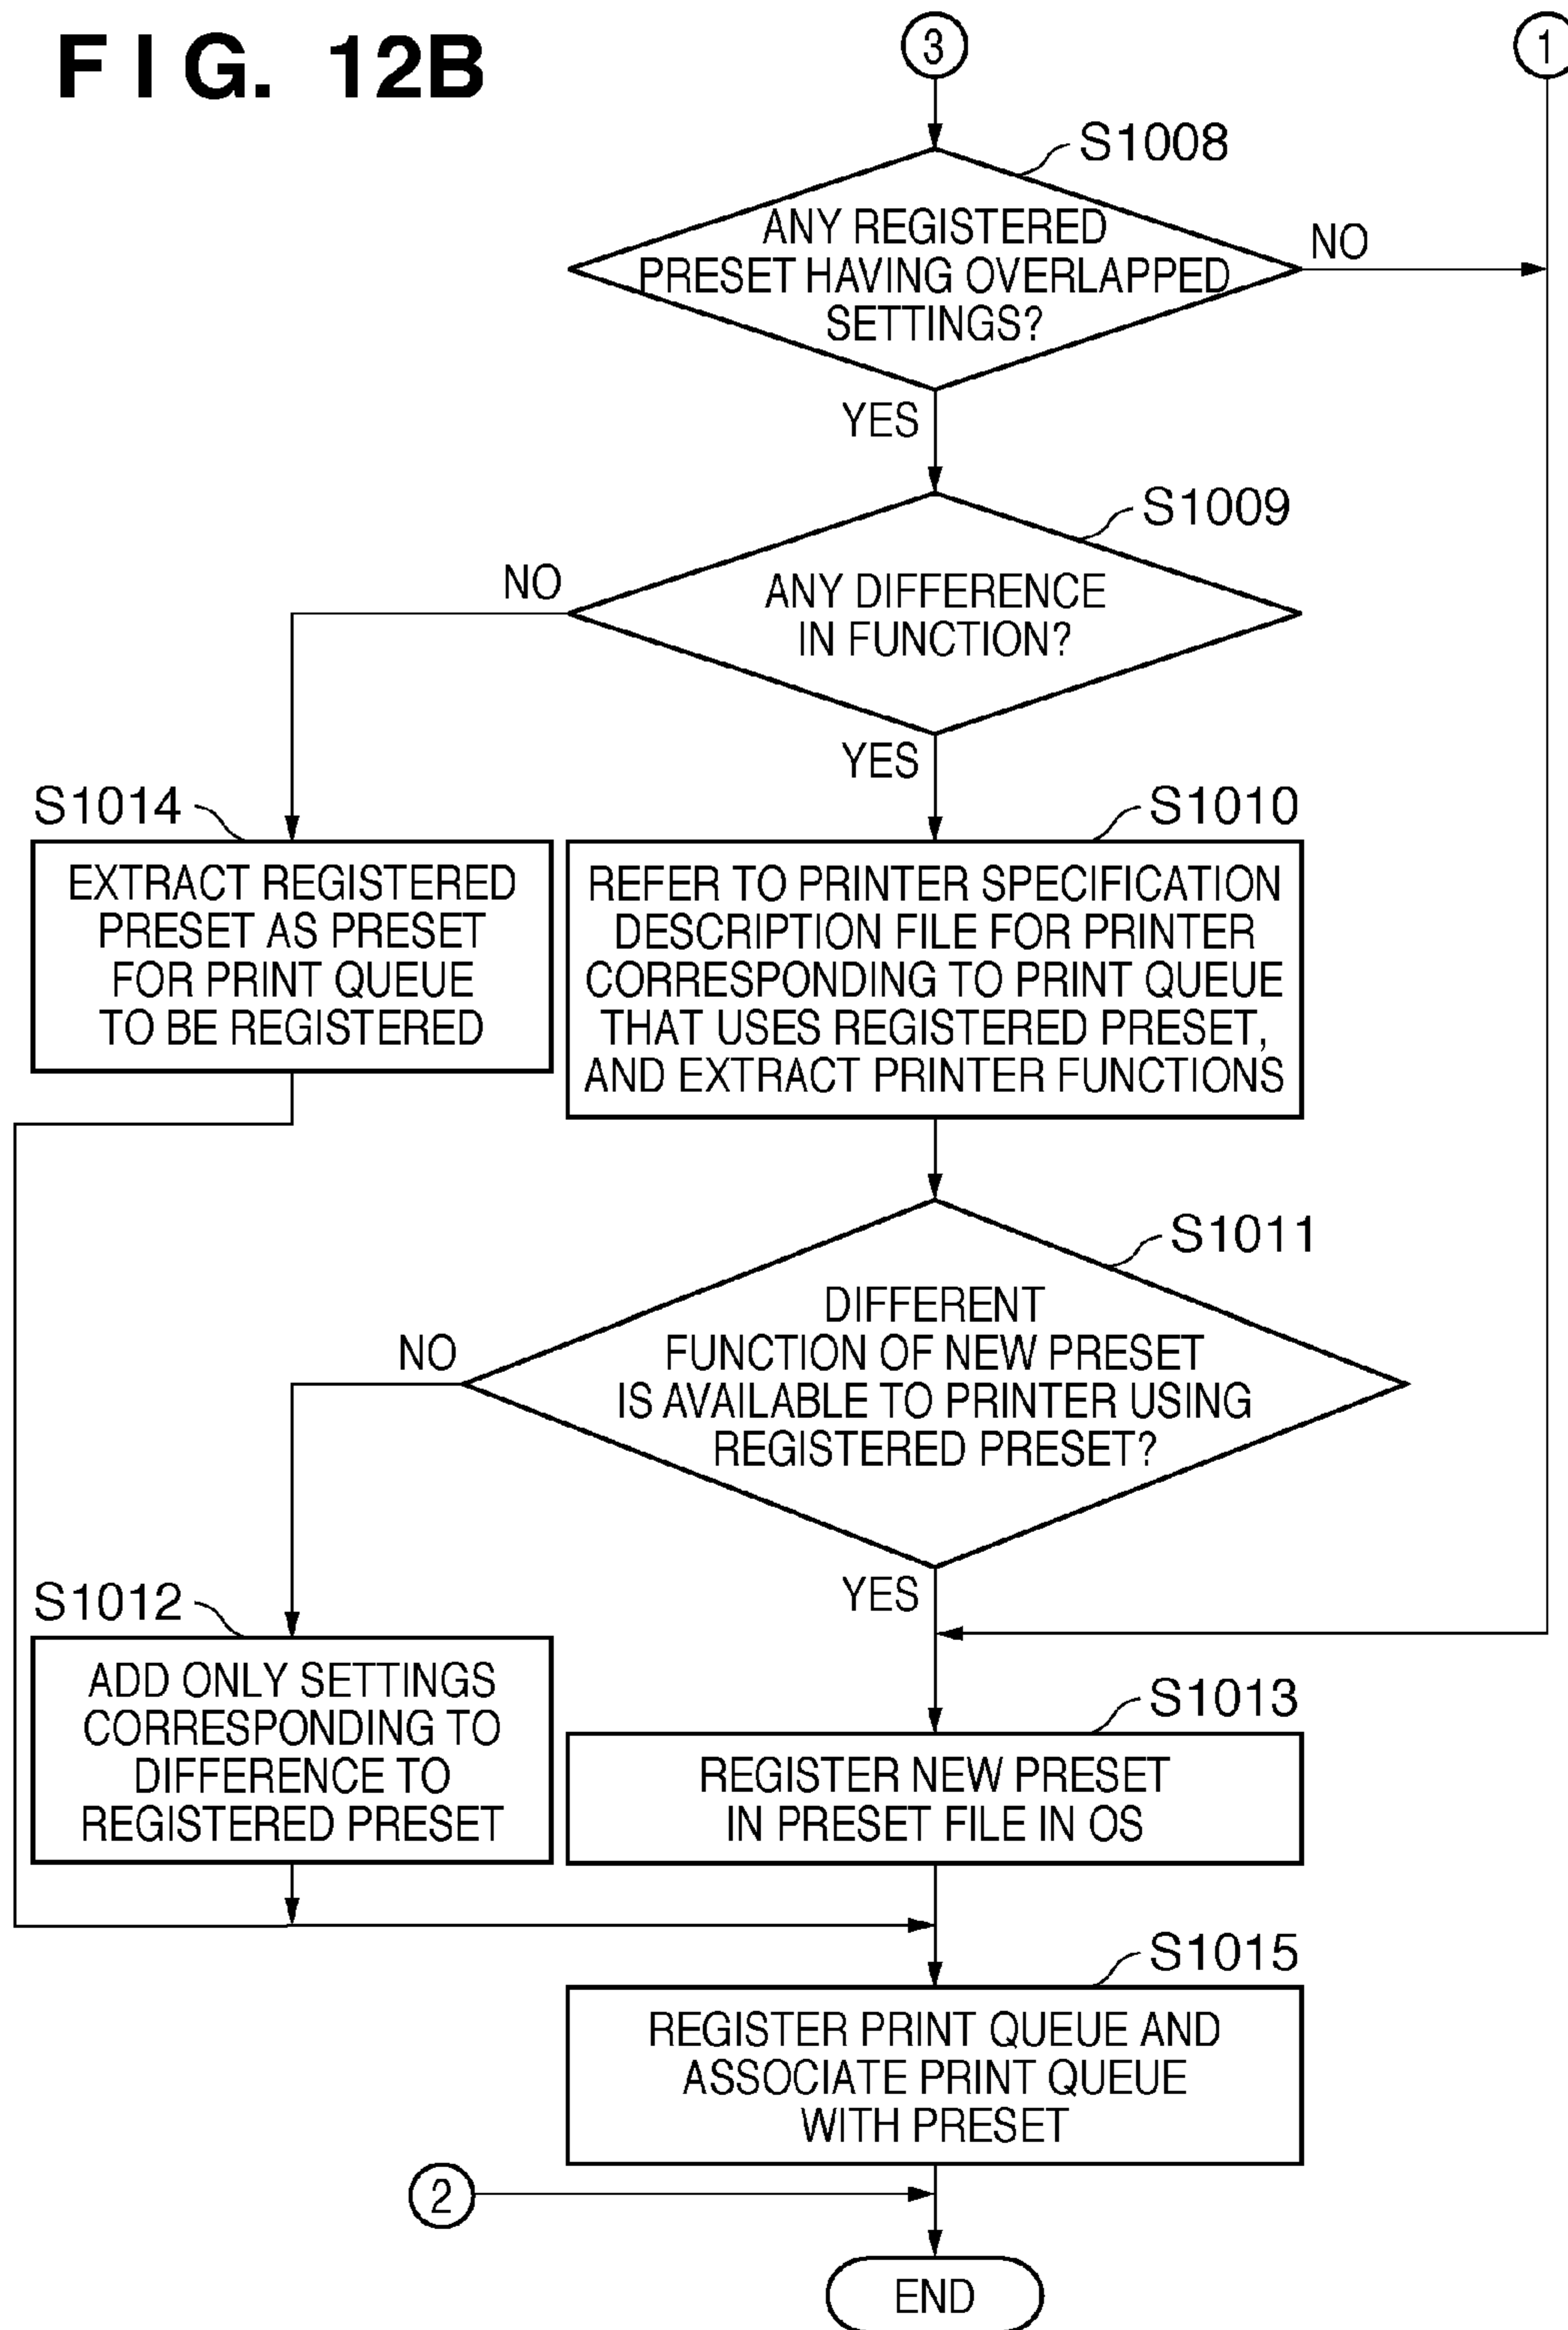 FIG. 12B
3
1
S1008
ANY REGISTERED
PRESET HAVING OVERLAPPED
SETTINGS?
NO
YES
S1009
ANY DIFFERENCE
IN FUNCTION?
NO
YES
S1014
EXTRACT REGISTERED
PRESET AS PRESET
FOR PRINT QUEUE
TO BE REGISTERED
S1010
REFER TO PRINTER SPECIFICATION
DESCRIPTION FILE FOR PRINTER
CORRESPONDING TO PRINT QUEUE
THAT USES REGISTERED PRESET,
AND EXTRACT PRINTER FUNCTIONS
S1011
DIFFERENT
FUNCTION OF NEW PRESET
IS AVAILABLE TO PRINTER USING
REGISTERED PRESET?
NO
YES
S1012
ADD ONLY SETTINGS
CORRESPONDING TO
DIFFERENCE TO
REGISTERED PRESET
S1013
REGISTER NEW PRESET
IN PRESET FILE IN OS
S1015
REGISTER PRINT QUEUE AND
ASSOCIATE PRINT QUEUE
WITH PRESET
2
END